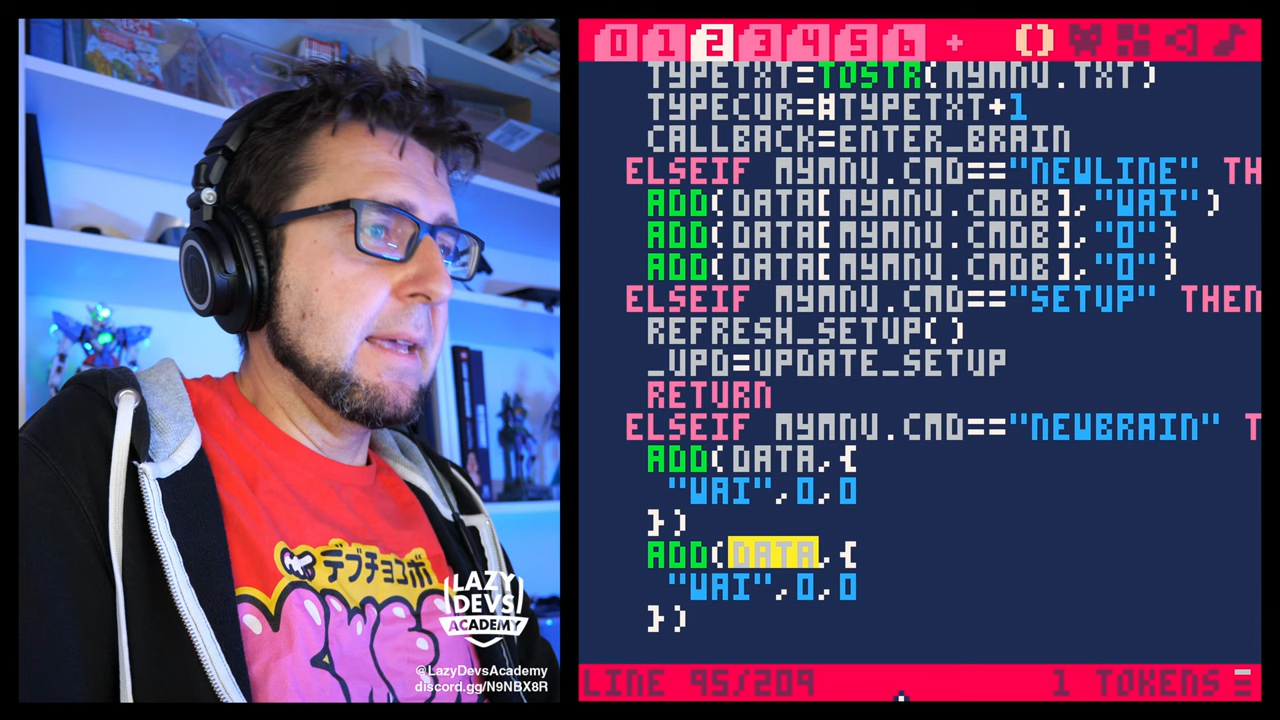 デブチョコボ
LAZY
DEVS
ACADEMY
@LazyDevsAcademy
discord.gg/N9NBX8R
0 1 2 3 4 5 6 + ()
TYPETXT=TOSTR(MYMNU.TXT)
TYPECUR=#TYPETXT+1
CALLBACK=ENTER_BRAIN
ELSEIF MYMNU.CMD=="NEWLINE" TH
ADD(DATA[MYMNU.CMDB],"WAI")
ADD(DATA[MYMNU.CMDB],"0")
ADD(DATA[MYMNU.CMDB],"0")
ELSEIF MYMNU.CMD=="SETUP" THEN
REFRESH_SETUP()
_UPD=UPDATE_SETUP
RETURN
ELSEIF MYMNU.CMD=="NEWBRAIN" T
ADD(DATA,{
"WAI",0,0
})
ADD(DATA,{
"WAI",0,0
})
LINE 95/209
1 TOKENS